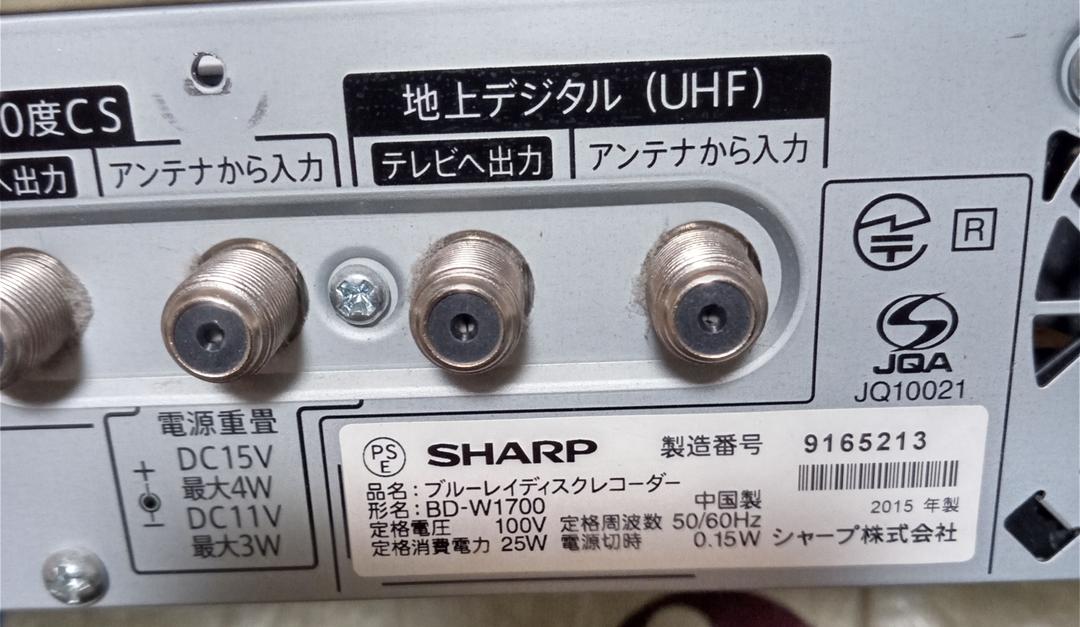 0度CS
へ出力
アンテナから入力
地上デジタル (UHF)
テレビへ出力
アンテナから入力
R
JQA
JQ10021
電源重畳
+
DC15V
最大4W
−
DC11V
最大3W
PS
E
SHARP
製造番号 9165213
品名:ブルーレイディスクレコーダー
形名:BD-W1700
中国製
2015 年製
定格電圧 100V 定格周波数 50/60Hz
定格消費電力 25W 電源切時 0.15W シャープ株式会社